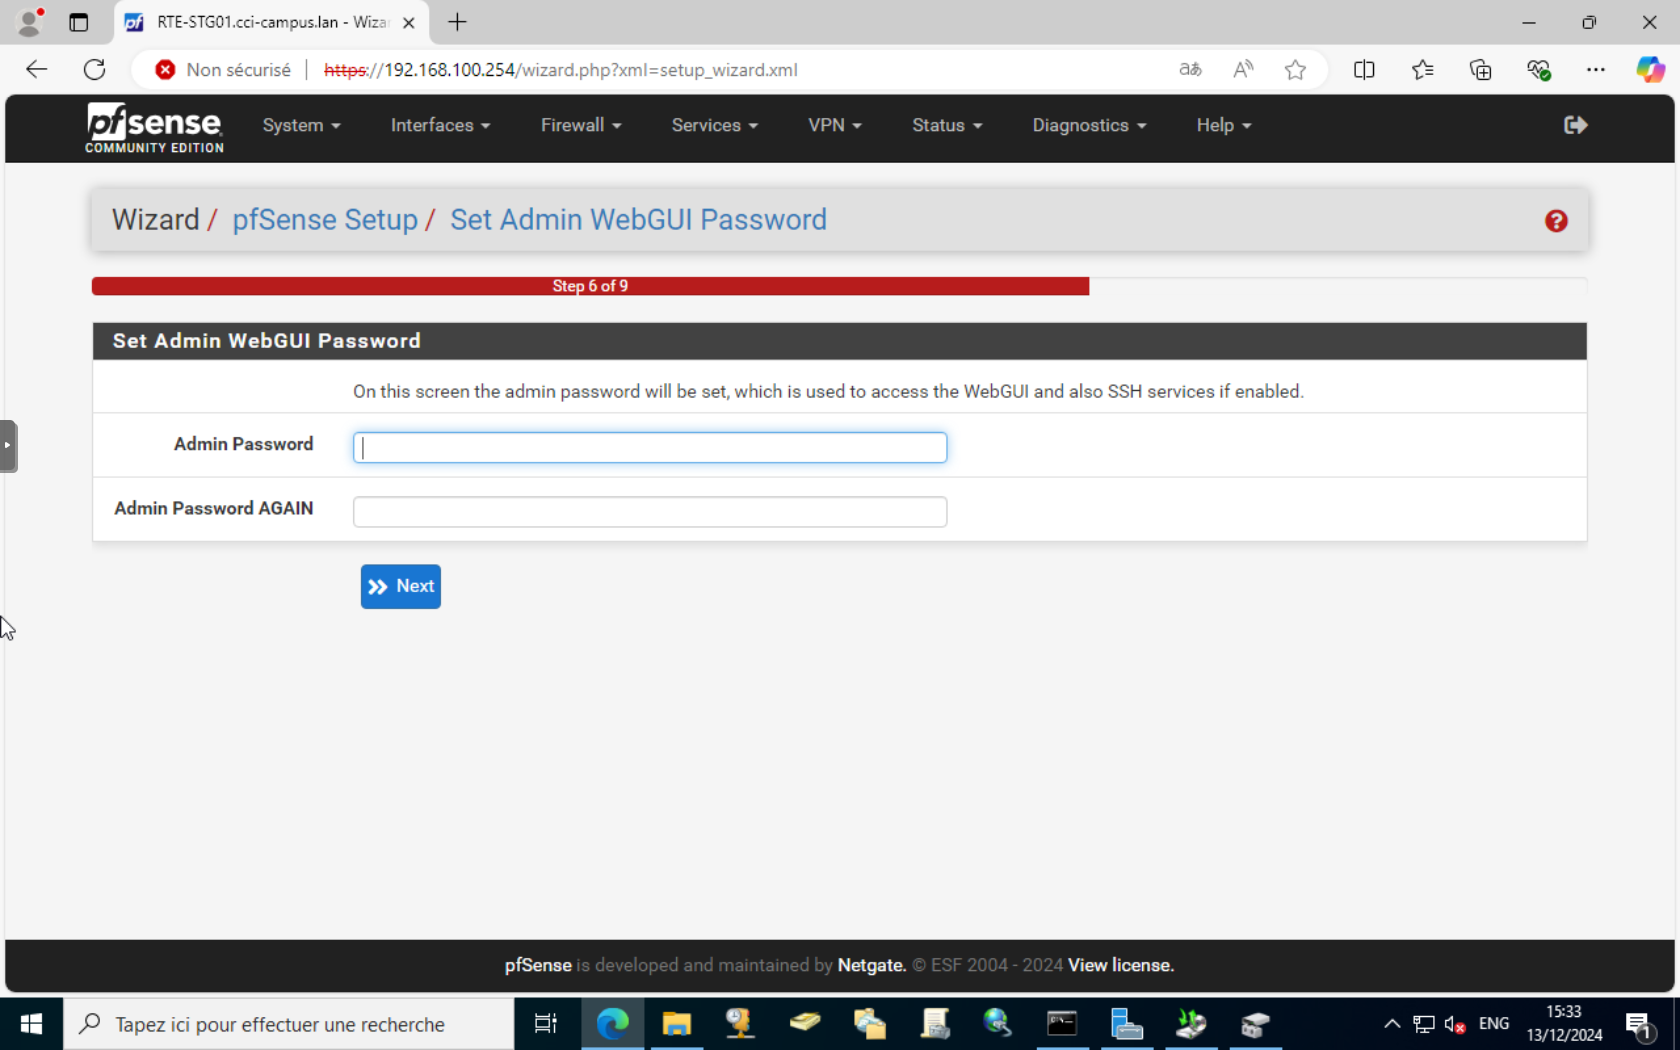 RTE-STG01.cci-campus.lan - Wiza
Non sécurisé
https://192.168.100.254/wizard.php?xml=setup_wizard.xml
pfsense
COMMUNITY EDITION
System
Interfaces
Firewall
Services
VPN
Status
Diagnostics
Help
Wizard / pfSense Setup / Set Admin WebGUI Password
Step 6 of 9
Set Admin WebGUI Password
On this screen the admin password will be set, which is used to access the WebGUI and also SSH services if enabled.
Admin Password
Admin Password AGAIN
Next
pfSense is developed and maintained by Netgate. © ESF 2004 - 2024 View license.
Tapez ici pour effectuer une recherche
ENG
15:33
13/12/2024
1